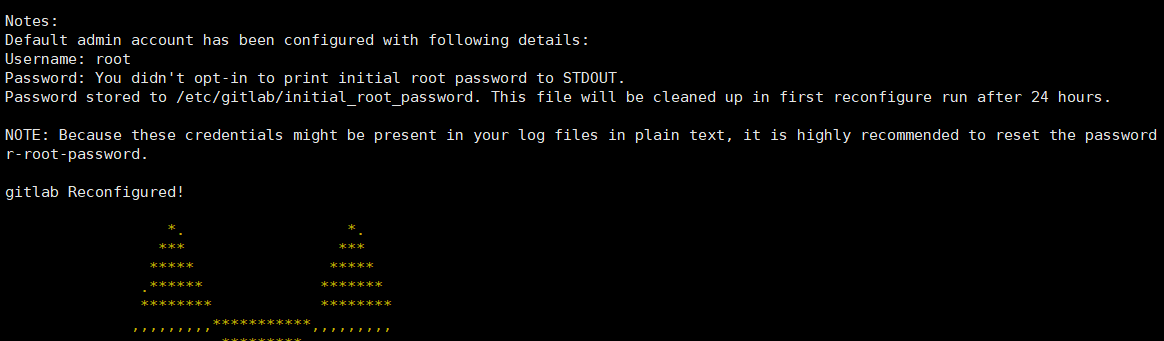 Notes:
Default admin account has been configured with following details:
Username: root
Password: You didn't opt-in to print initial root password to STDOUT.
Password stored to /etc/gitlab/initial_root_password. This file will be cleaned up in first reconfigure run after 24 hours.
NOTE: Because these credentials might be present in your log files in plain text, it is highly recommended to reset the password
r-root-password.
gitlab Reconfigured!
*. *.
*** ***
***** *****
.****** *******
******** ********
,,,,,,,,,***********,,,,,,,,,
*********